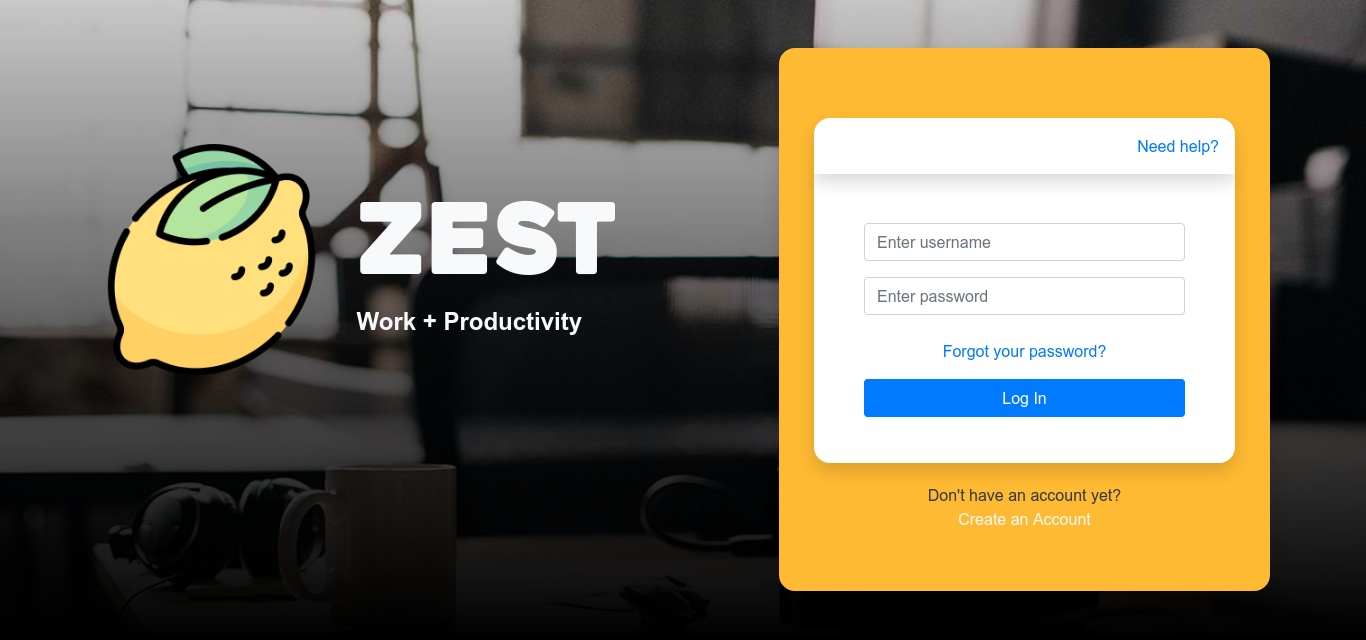 ZEST
Work + Productivity
Need help?
Enter username
Enter password
Forgot your password?
Log In
Don't have an account yet?
Create an Account